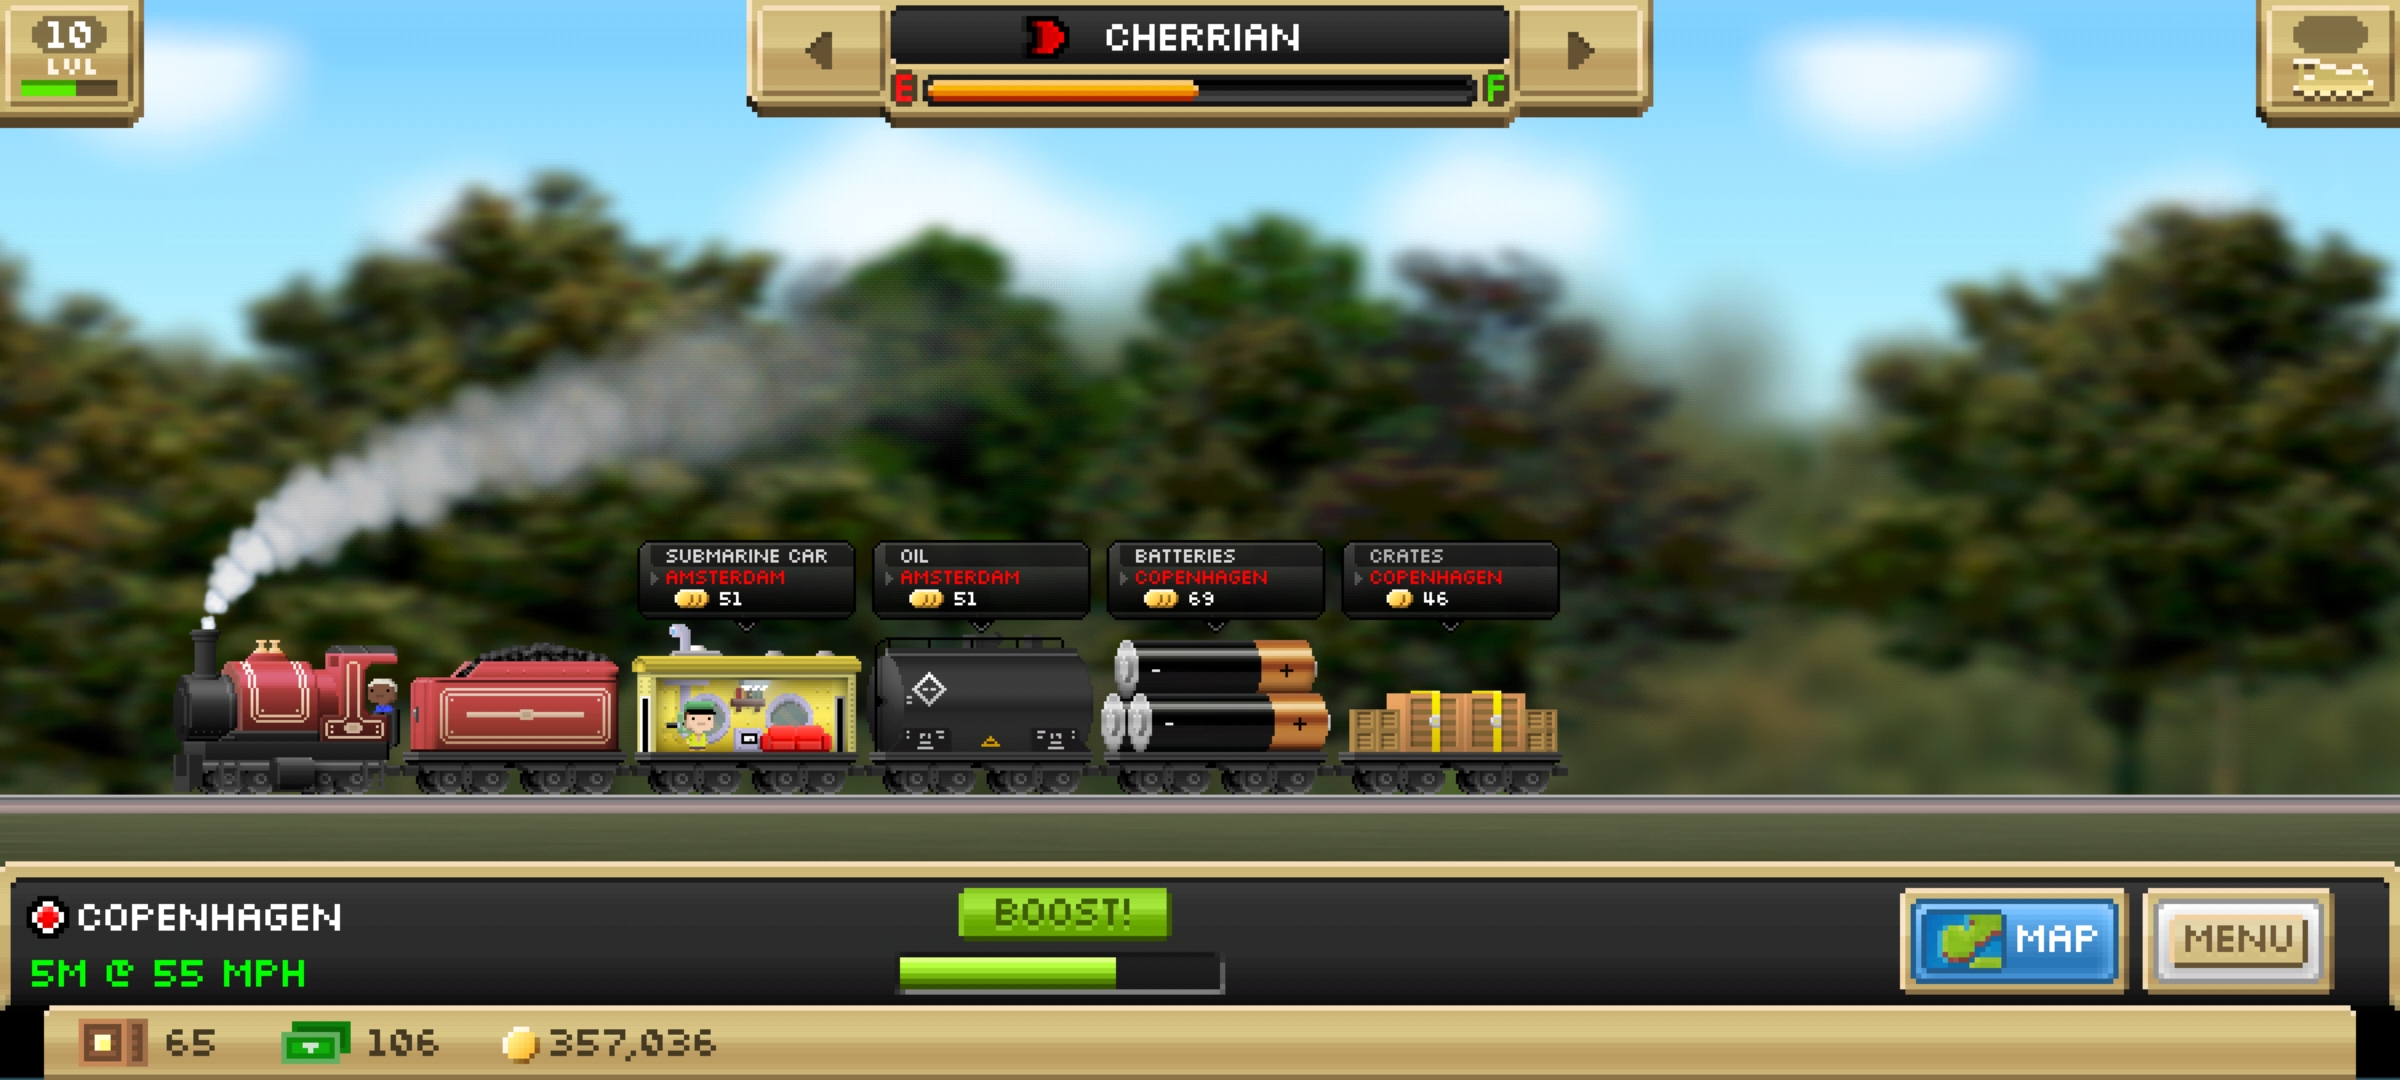 10
LVL
CHERRIAN
E F
SUBMARINE CAR
AMSTERDAM
51
OIL
AMSTERDAM
51
BATTERIES
COPENHAGEN
69
CRATES
COPENHAGEN
46
- +
- +
COPENHAGEN
5M @ 55 MPH
BOOST!
MAP
MENU
65
106
357,036